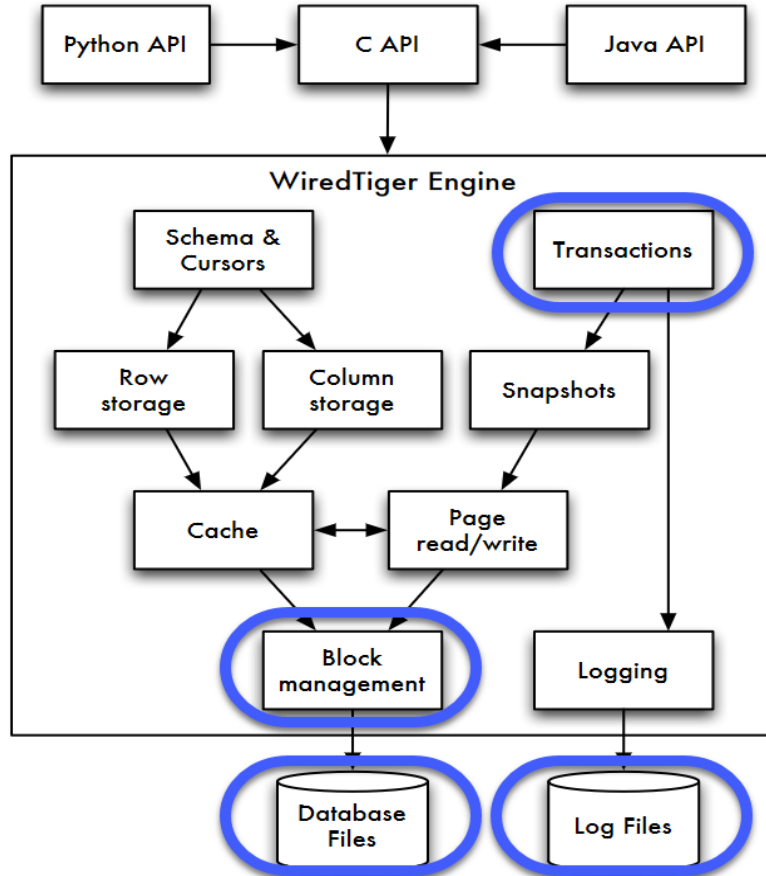 Python API
C API
Java API
WiredTiger Engine
Schema &
Cursors
Transactions
Row
storage
Column
storage
Snapshots
Cache
Page
read/write
Block
management
Logging
Database
Files
Log Files